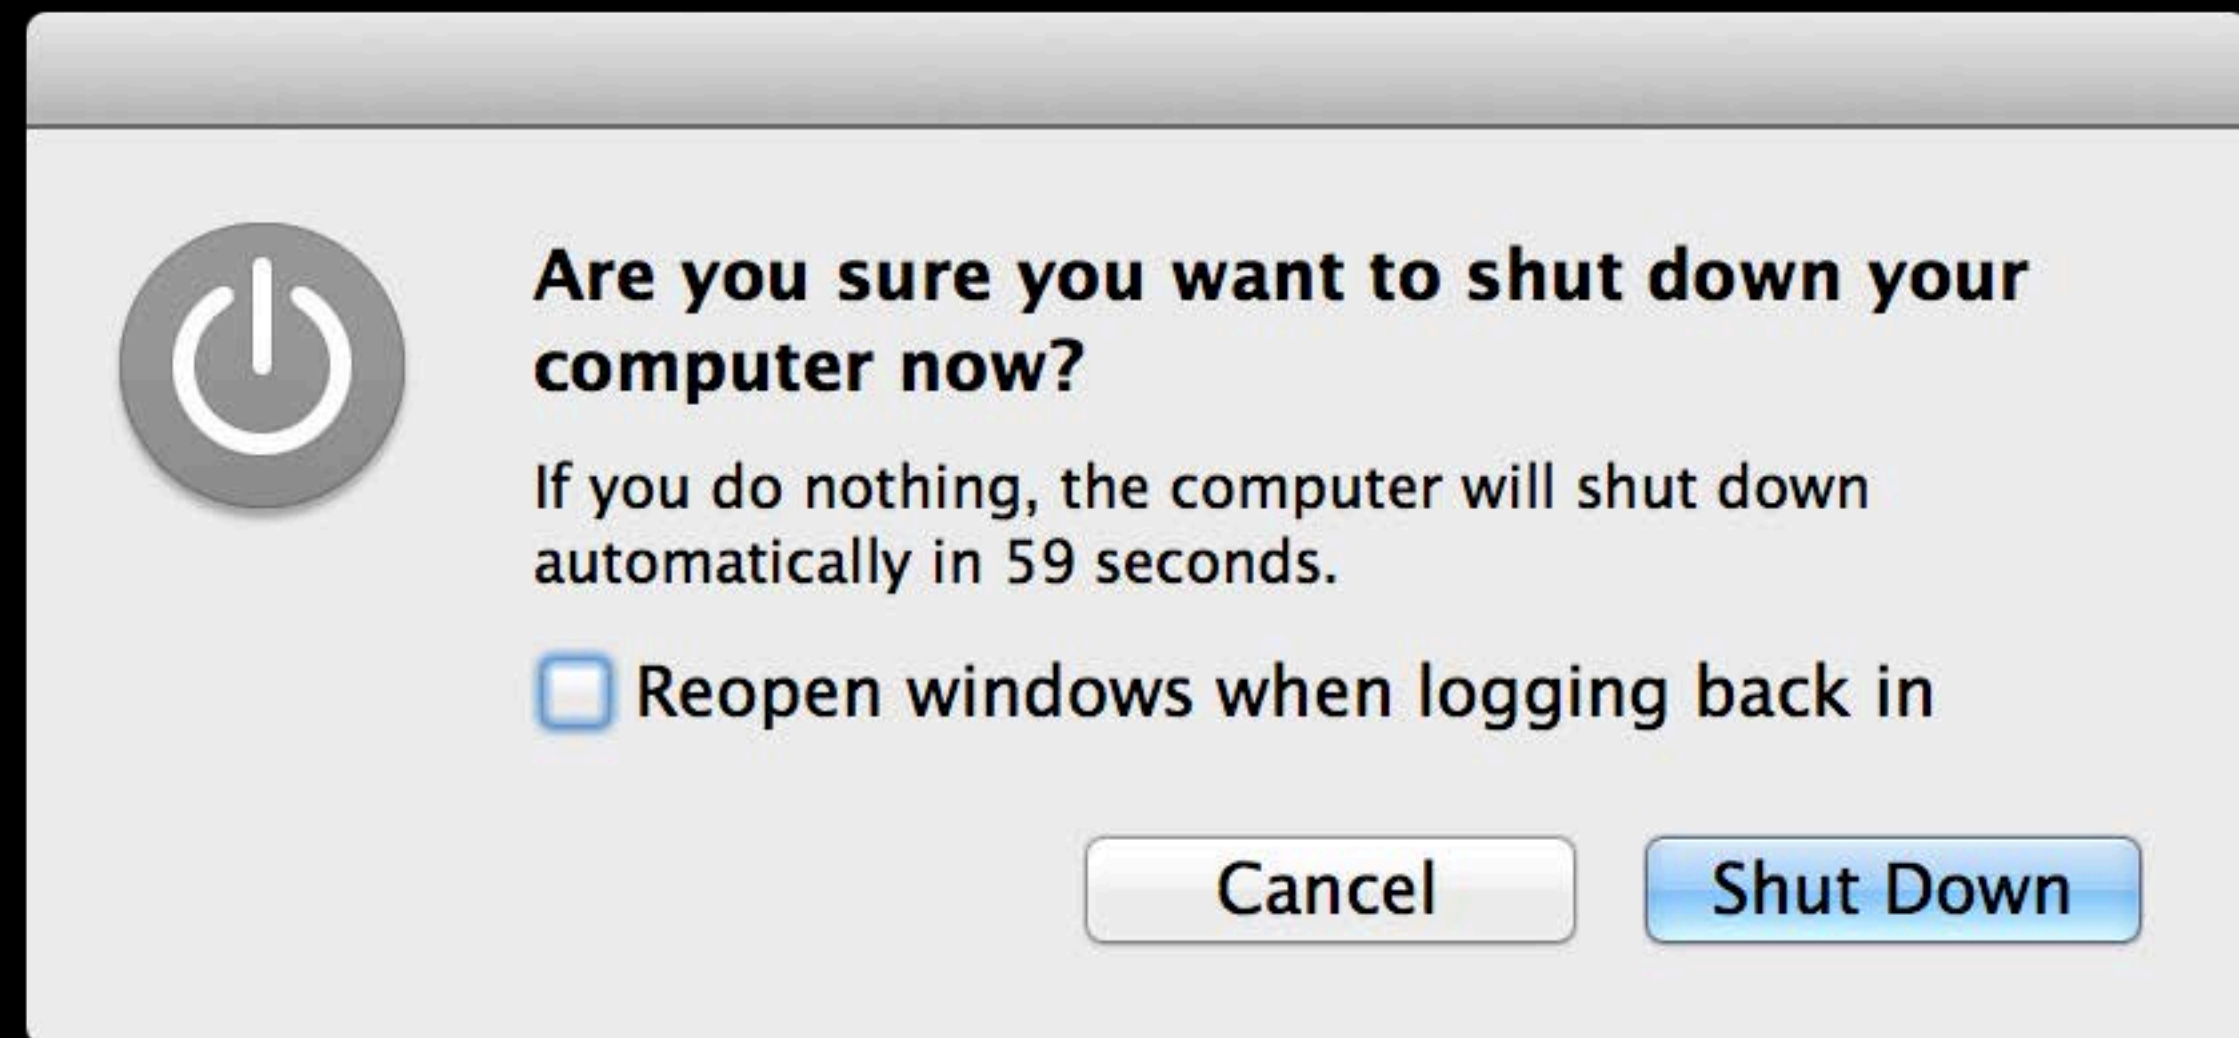 Are you sure you want to shut down your
computer now?
If you do nothing, the computer will shut down
automatically in 59 seconds.
Reopen windows when logging back in
Cancel
Shut Down